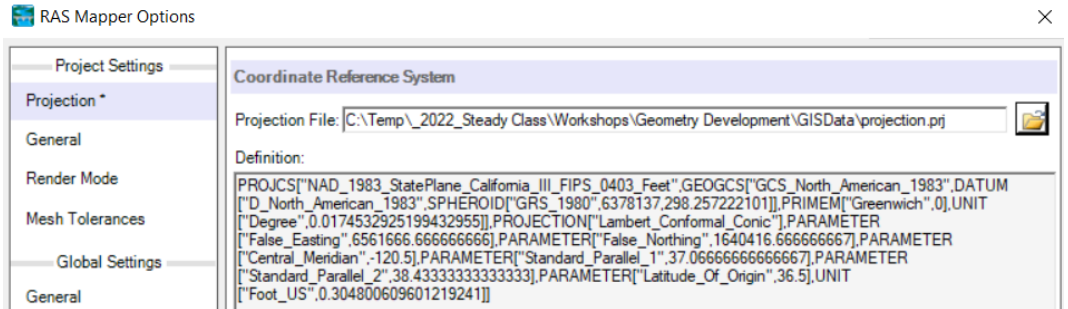 RAS Mapper Options
Project Settings
Projection *
General
Render Mode
Mesh Tolerances
Global Settings
General
Coordinate Reference System
Projection File: C:\Temp\_2022_Steady Class\Workshops\Geometry Development\GISData\projection.prj
Definition:
PROJCS["NAD_1983_StatePlane_California_III_FIPS_0403_Feet",GEOGCS["GCS_North_American_1983",DATUM
["D_North_American_1983",SPHEROID["GRS_1980",6378137,298.257222101]],PRIMEM["Greenwich",0],UNIT
["Degree",0.0174532925199432955]],PROJECTION["Lambert_Conformal_Conic"],PARAMETER
["False_Easting",6561666.666666666],PARAMETER["False_Northing",1640416.666666667],PARAMETER
["Central_Meridian",-120.5],PARAMETER["Standard_Parallel_1",37.06666666666667],PARAMETER
["Standard_Parallel_2",38.43333333333333],PARAMETER["Latitude_Of_Origin",36.5],UNIT
["Foot_US",0.304800609601219241]]